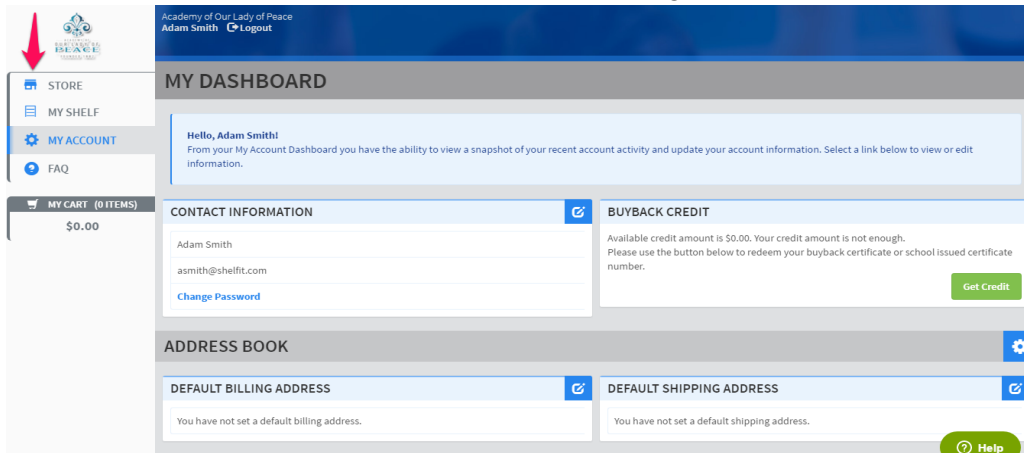 Academy of Our Lady of Peace
Adam Smith Logout
PEACE
STORE
MY SHELF
MY ACCOUNT
FAQ
MY CART (0 ITEMS)
$0.00
MY DASHBOARD
Hello, Adam Smith!
From your My Account Dashboard you have the ability to view a snapshot of your recent account activity and update your account information. Select a link below to view or edit
information.
CONTACT INFORMATION
Adam Smith
asmith@shelfit.com
Change Password
BUYBACK CREDIT
Available credit amount is $0.00. Your credit amount is not enough.
Please use the button below to redeem your buyback certificate or school issued certificate
number.
Get Credit
ADDRESS BOOK
DEFAULT BILLING ADDRESS
You have not set a default billing address.
DEFAULT SHIPPING ADDRESS
You have not set a default shipping address.
Help